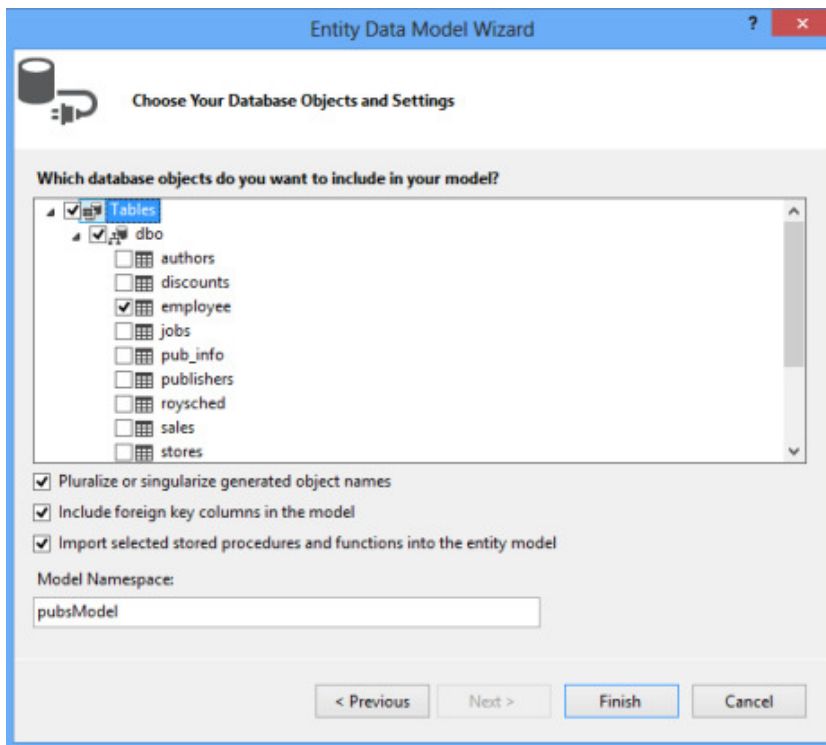 Entity Data Model Wizard
?
Choose Your Database Objects and Settings
Which database objects do you want to include in your model?
Tables
dbo
authors
discounts
employee
jobs
pub_info
publishers
roysched
sales
stores
Pluralize or singularize generated object names
Include foreign key columns in the model
Import selected stored procedures and functions into the entity model
Model Namespace:
pubsModel
< Previous Next > Finish Cancel